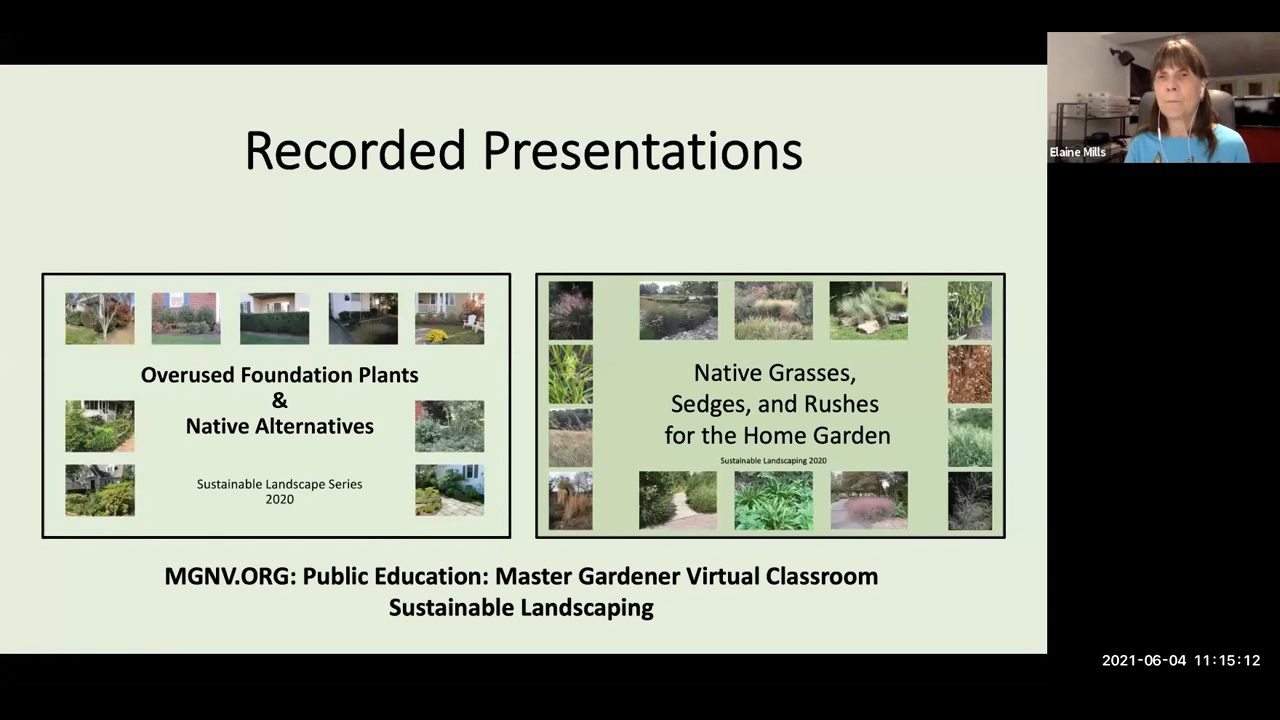 Recorded Presentations
Elaine Mills
Overused Foundation Plants
&
Native Alternatives
Sustainable Landscape Series
2020
Native Grasses,
Sedges, and Rushes
for the Home Garden
Sustainable Landscaping 2020
MGNV.ORG: Public Education: Master Gardener Virtual Classroom
Sustainable Landscaping
2021-06-04 11:15:12